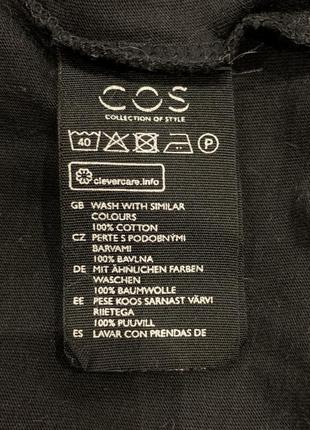 COS
COLLECTION OF STYLE
40 P
clevercare.info
GB WASH WITH SIMILAR
COLOURS
100% COTTON
CZ PERTE S PODOBNÝMI
BARVAMI
100% BAVLNA
DE MIT ÄHNLICHEN FARBEN
WASCHEN
100% BAUMWOLLE
EE PESE KOOS SARNAST VÄRVI
RIIETEGA
100% PUUVILL
ES LAVAR CON PRENDAS DE